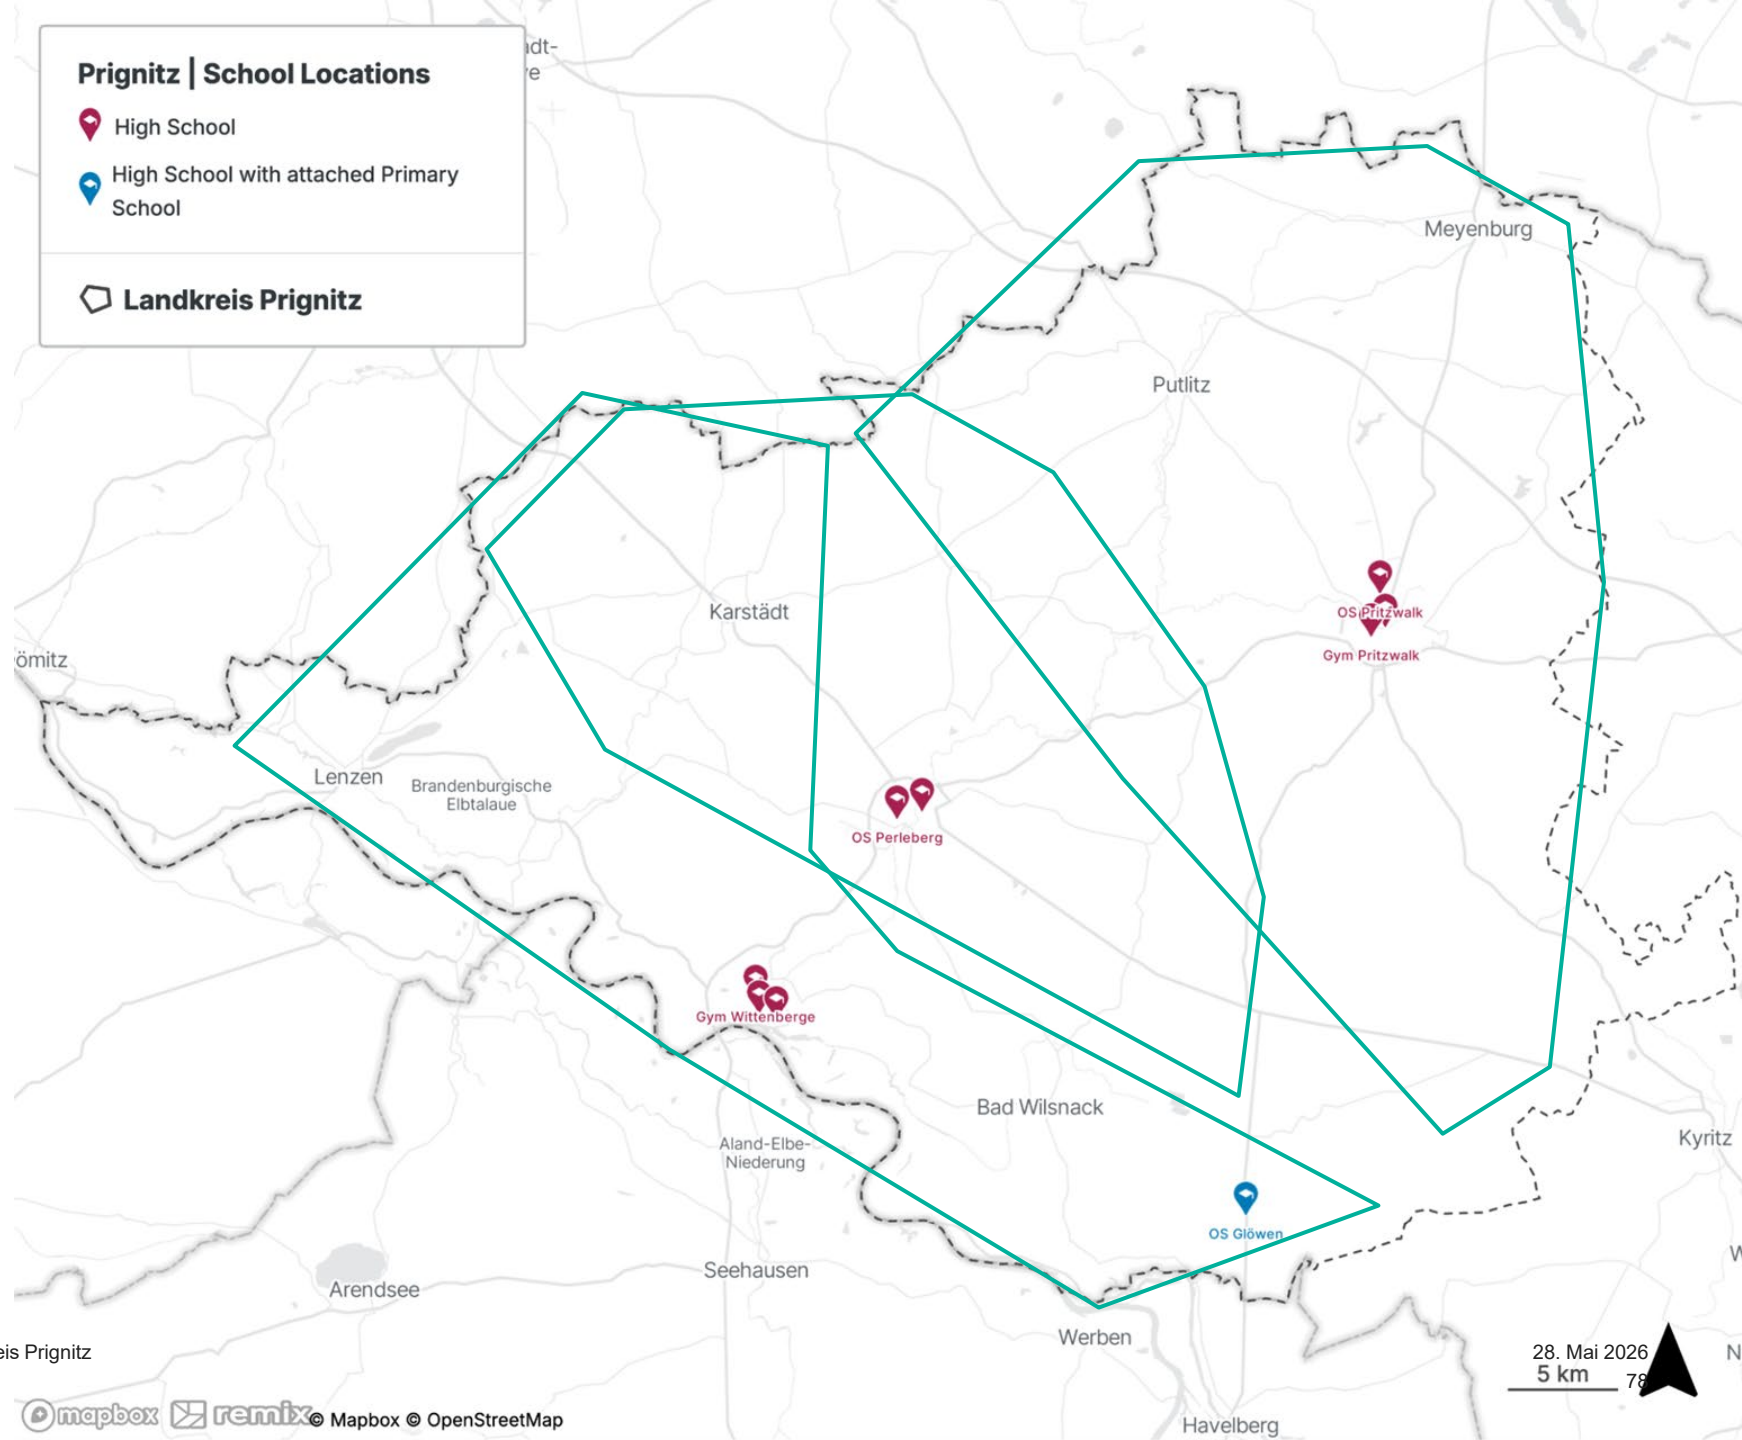 Prignitz | School Locations
High School
High School with attached Primary
School
Landkreis Prignitz
Meyenburg
Putlitz
Karstädt
OS Pritzwalk
Gym Pritzwalk
ömitz
Lenzen
Brandenburgische
Elbtalaue
OS Perleberg
Gym Wittenberge
Bad Wilsnack
Kyritz
Aland-Elbe-
Niederung
OS Glöwen
Seehausen
Arendsee
Werben
eis Prignitz
28. Mai 2026
5 km
78
mapbox remix © Mapbox © OpenStreetMap
Havelberg